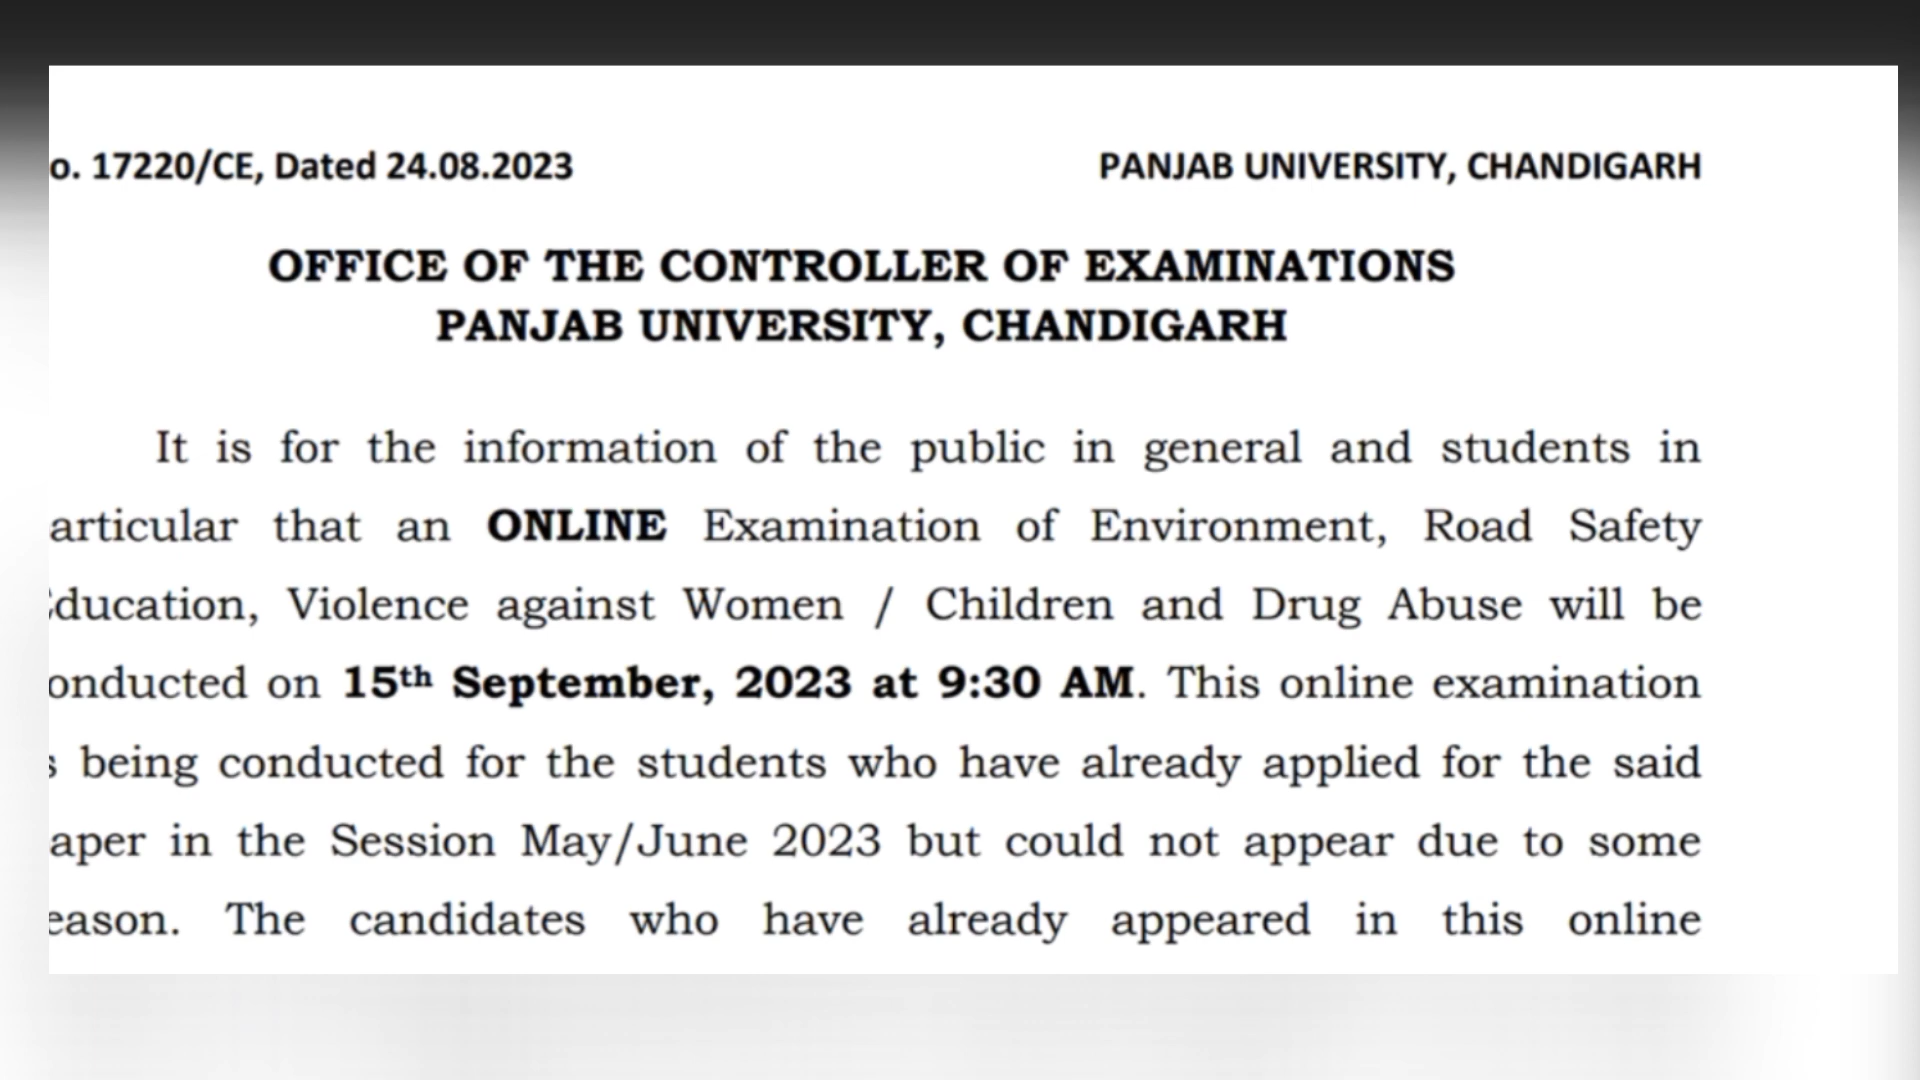 o. 17220/CE, Dated 24.08.2023 PANJAB UNIVERSITY, CHANDIGARH
OFFICE OF THE CONTROLLER OF EXAMINATIONS
PANJAB UNIVERSITY, CHANDIGARH
It is for the information of the public in general and students in
articular that an ONLINE Examination of Environment, Road Safety
ducation, Violence against Women / Children and Drug Abuse will be
onducted on 15th September, 2023 at 9:30 AM. This online examination
s being conducted for the students who have already applied for the said
aper in the Session May/June 2023 but could not appear due to some
eason. The candidates who have already appeared in this online